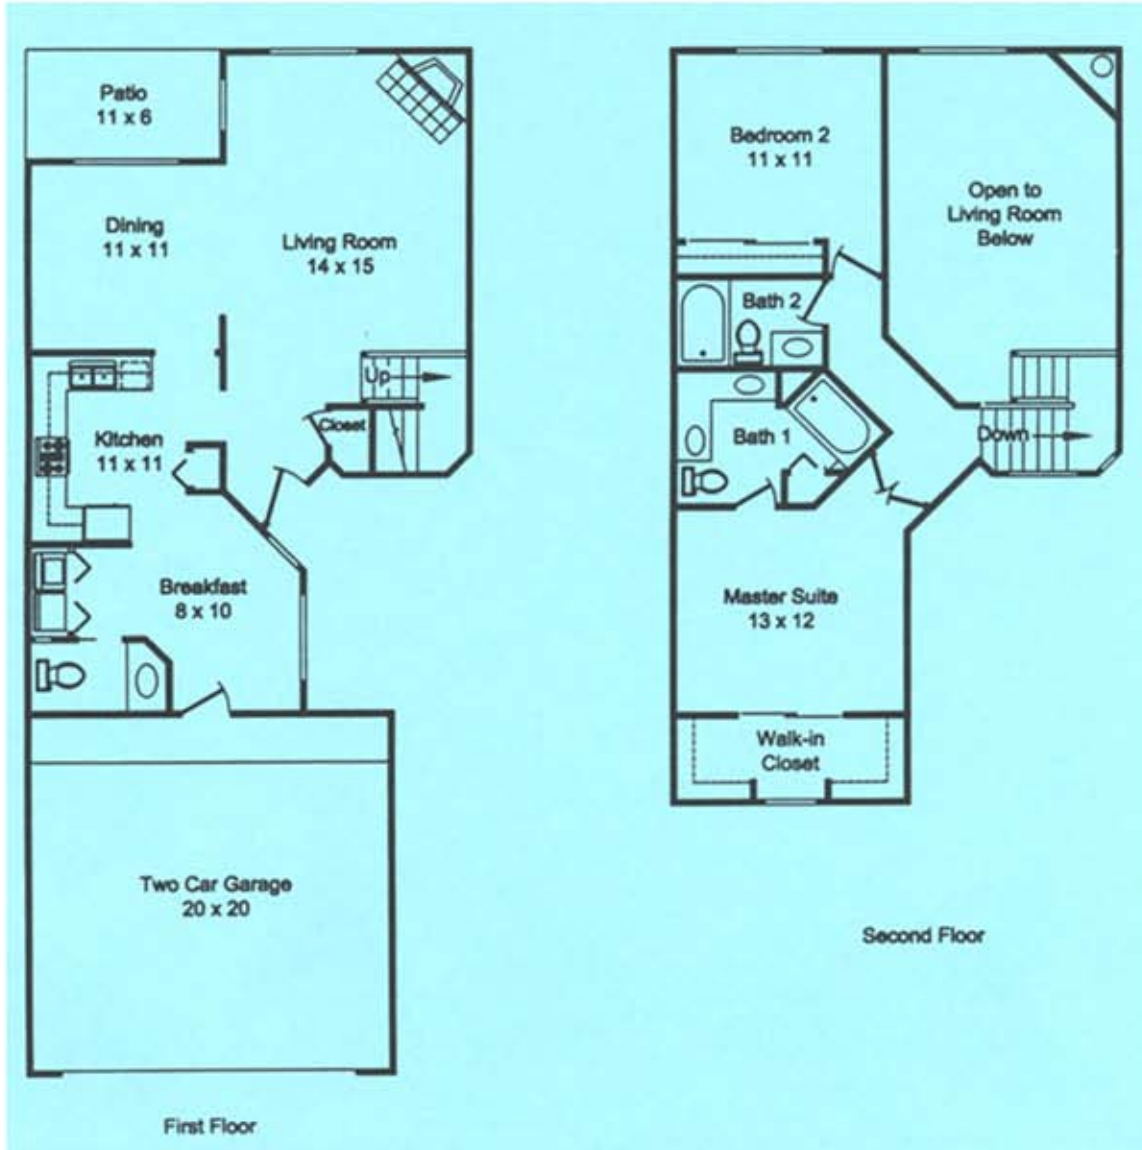 Patio
11 x 6
Dining
11 x 11
Living Room
14 x 15
Up
Closet
Kitchen
11 x 11
Breakfast
8 x 10
Two Car Garage
20 x 20
First Floor
Bedroom 2
11 x 11
Open to
Living Room
Below
Bath 2
Bath 1
Down
Master Suite
13 x 12
Walk-in
Closet
Second Floor